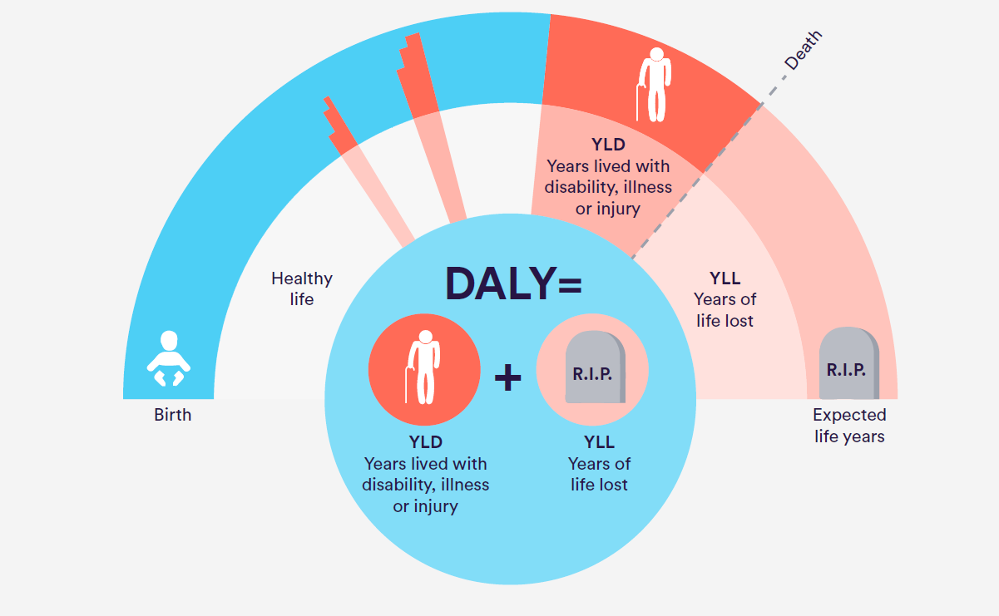 Death
YLD
Years lived with
disability, illness
or injury
Healthy
life
YLL
Years of
life lost
DALY=
+
R.I.P.
R.I.P.
Birth
Expected
life years
YLD
Years lived with
disability, illness
or injury
YLL
Years of
life lost